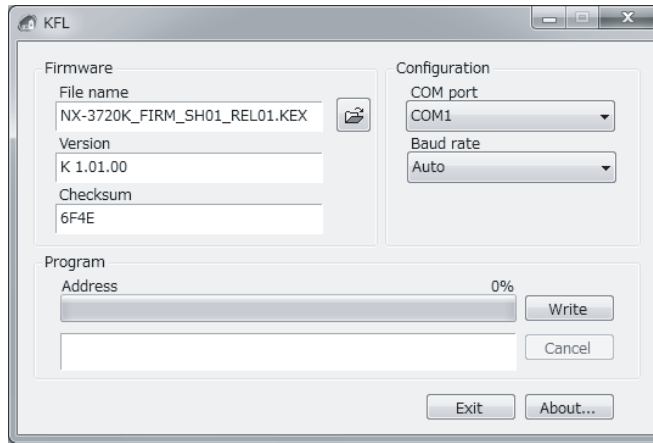 KFL
Firmware
File name
NX-3720K_FIRM_SH01_REL01.KEX
Version
K 1.01.00
Checksum
6F4E
Configuration
COM port
COM1
Baud rate
Auto
Program
Address 0%
Write
Cancel
Exit About...